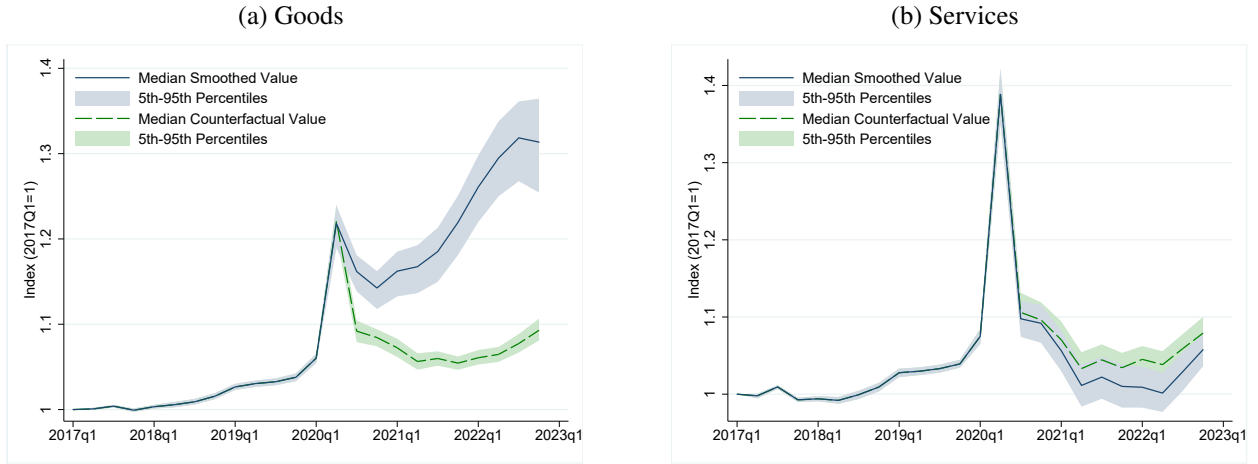 (a) Goods
Index (2017Q1=1)
1.4
1.3
1.2
1.1
1
Median Smoothed Value
5th-95th Percentiles
Median Counterfactual Value
5th-95th Percentiles
2017q1 2018q1 2019q1 2020q1 2021q1 2022q1 2023q1
(b) Services
Index (2017Q1=1)
1.4
1.3
1.2
1.1
1
Median Smoothed Value
5th-95th Percentiles
Median Counterfactual Value
5th-95th Percentiles
2017q1 2018q1 2019q1 2020q1 2021q1 2022q1 2023q1